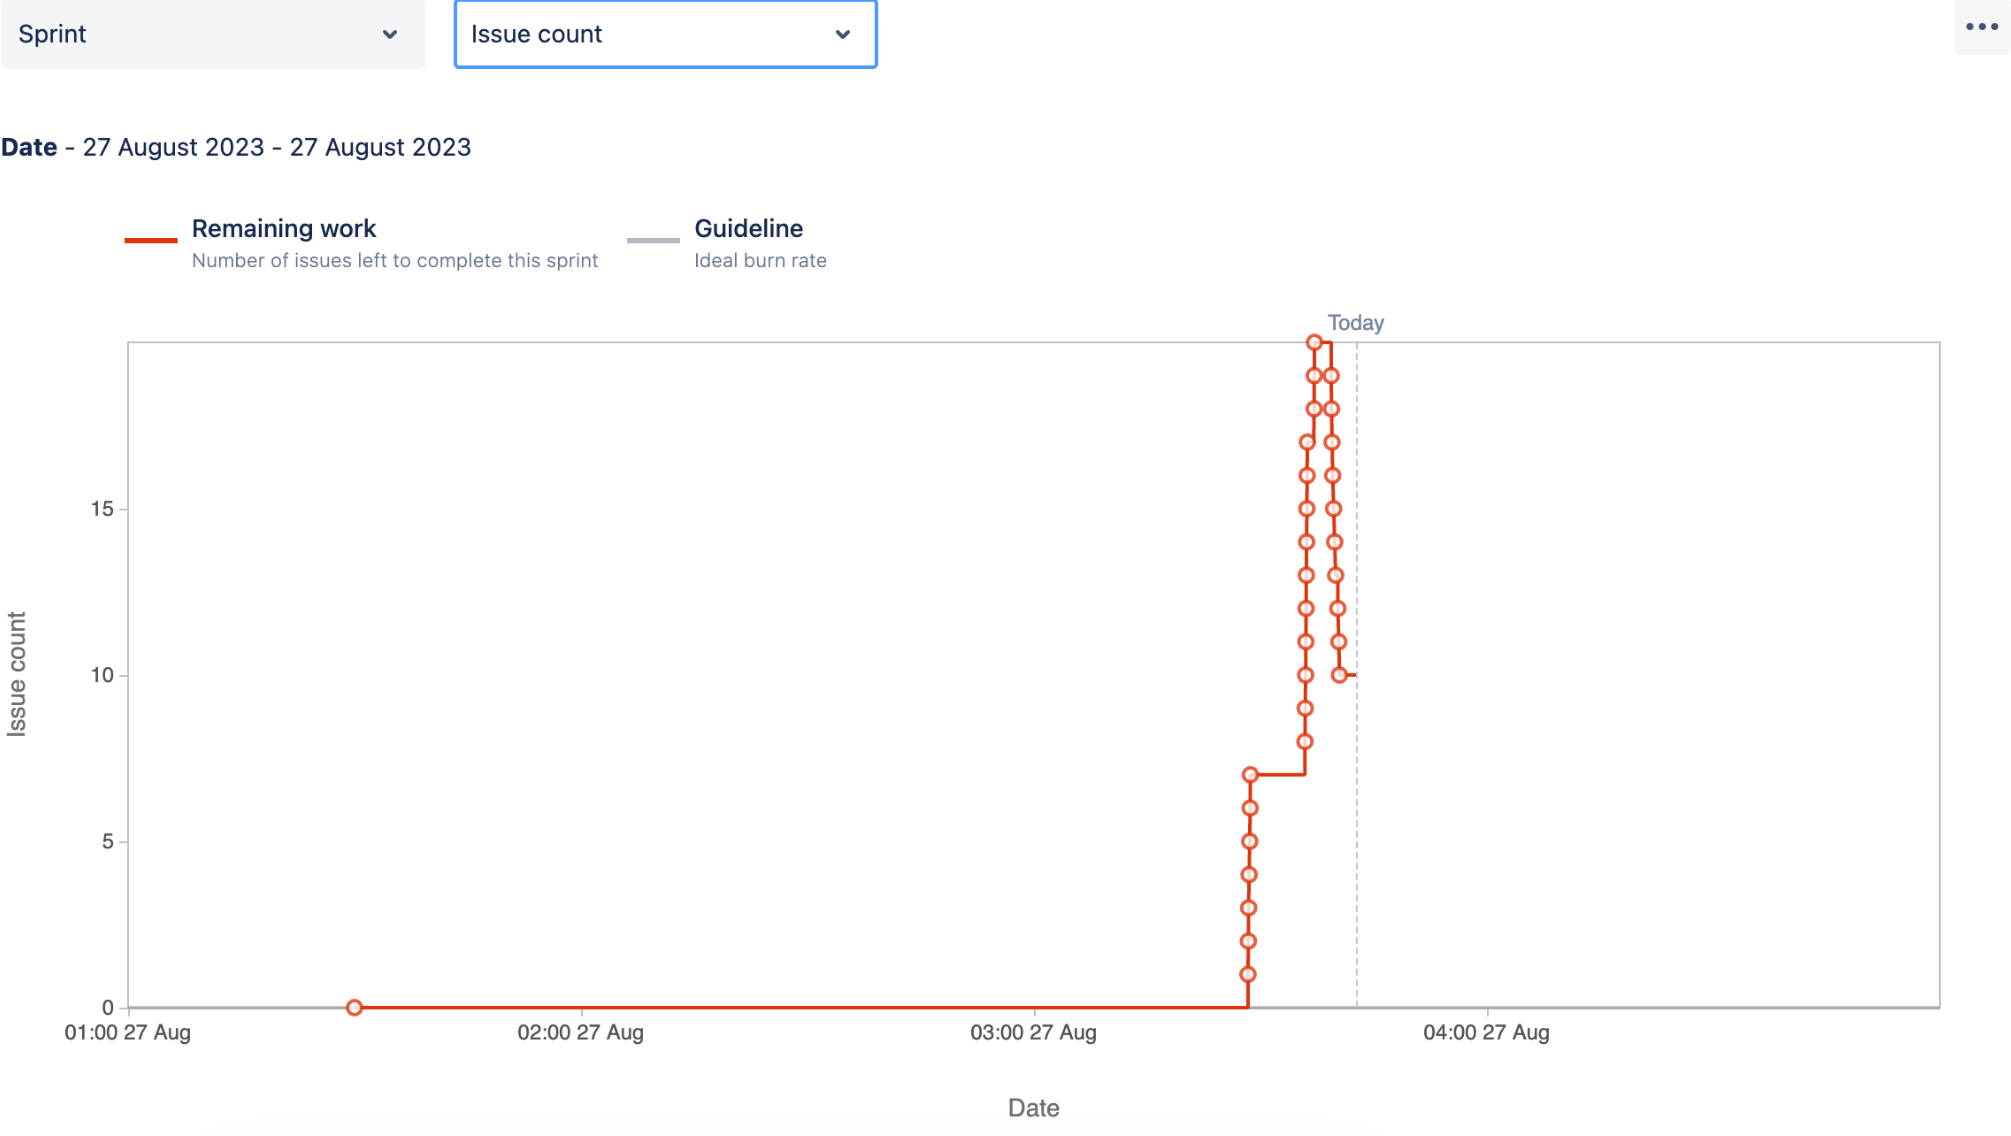 Sprint
Issue count
Date - 27 August 2023 - 27 August 2023
Remaining work
Number of issues left to complete this sprint
Guideline
Ideal burn rate
Today
15
10
5
0
Issue count
01:00 27 Aug
02:00 27 Aug
03:00 27 Aug
04:00 27 Aug
Date